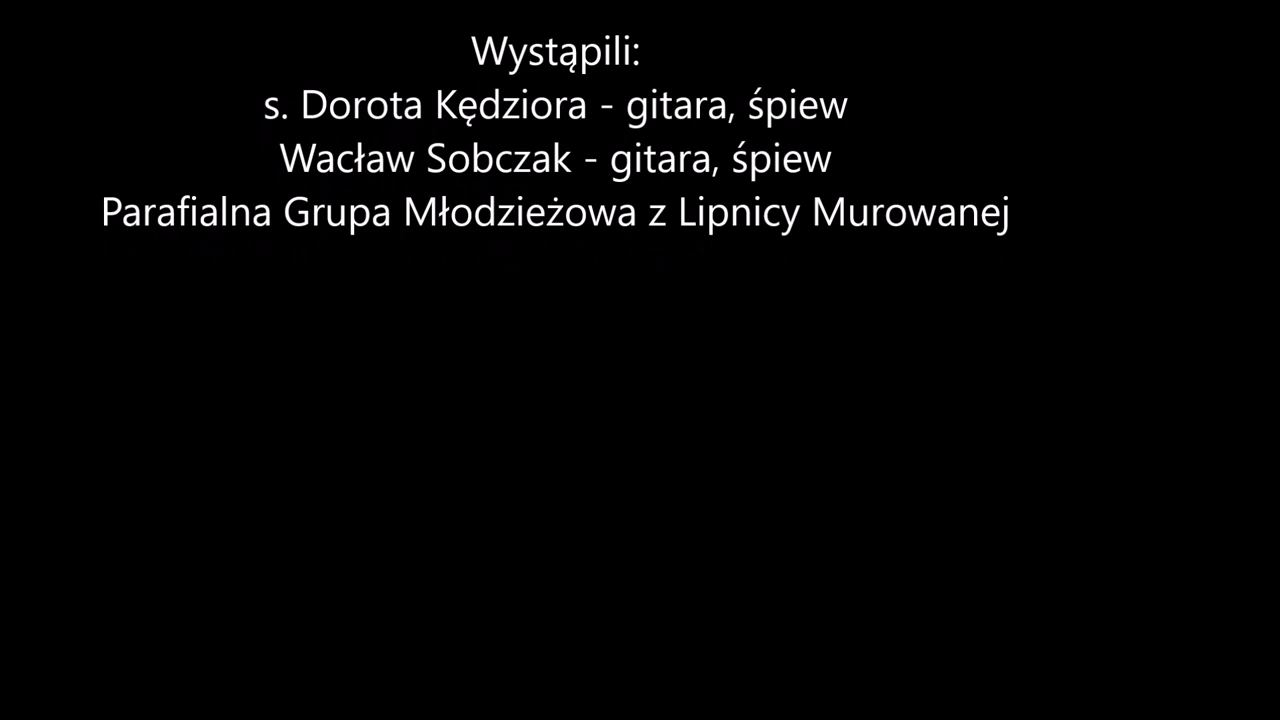 Wystąpili:
s. Dorota Kędziora - gitara, śpiew
Wacław Sobczak - gitara, śpiew
Parafialna Grupa Młodzieżowa z Lipnicy Murowanej